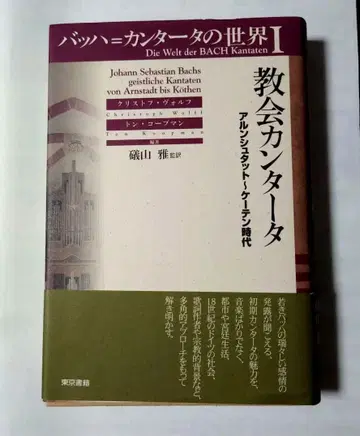 バッハ=カンタータの世界 I
Die Welt der BACH Kantaten
Johann Sebastian Bachs
geistliche Kantaten
von Arnstadt bis Köthen
クリストフ・ヴォルフ
Christoph Wolff
トン・コープマン
Ton Koopman
編著
礒山 雅 監訳
教会カンタータ
アルンシュタット〜ケーテン時代
若きバッハの瑞々しい感情の
発露が聞こえる、
初期カンタータの魅力を、
音楽ばかりでなく、
都市や宮廷生活、
18世紀のドイツの社会、
歌詞作者や宗教的背景など、
多角的アプローチをもって
解き明かす。
東京書籍